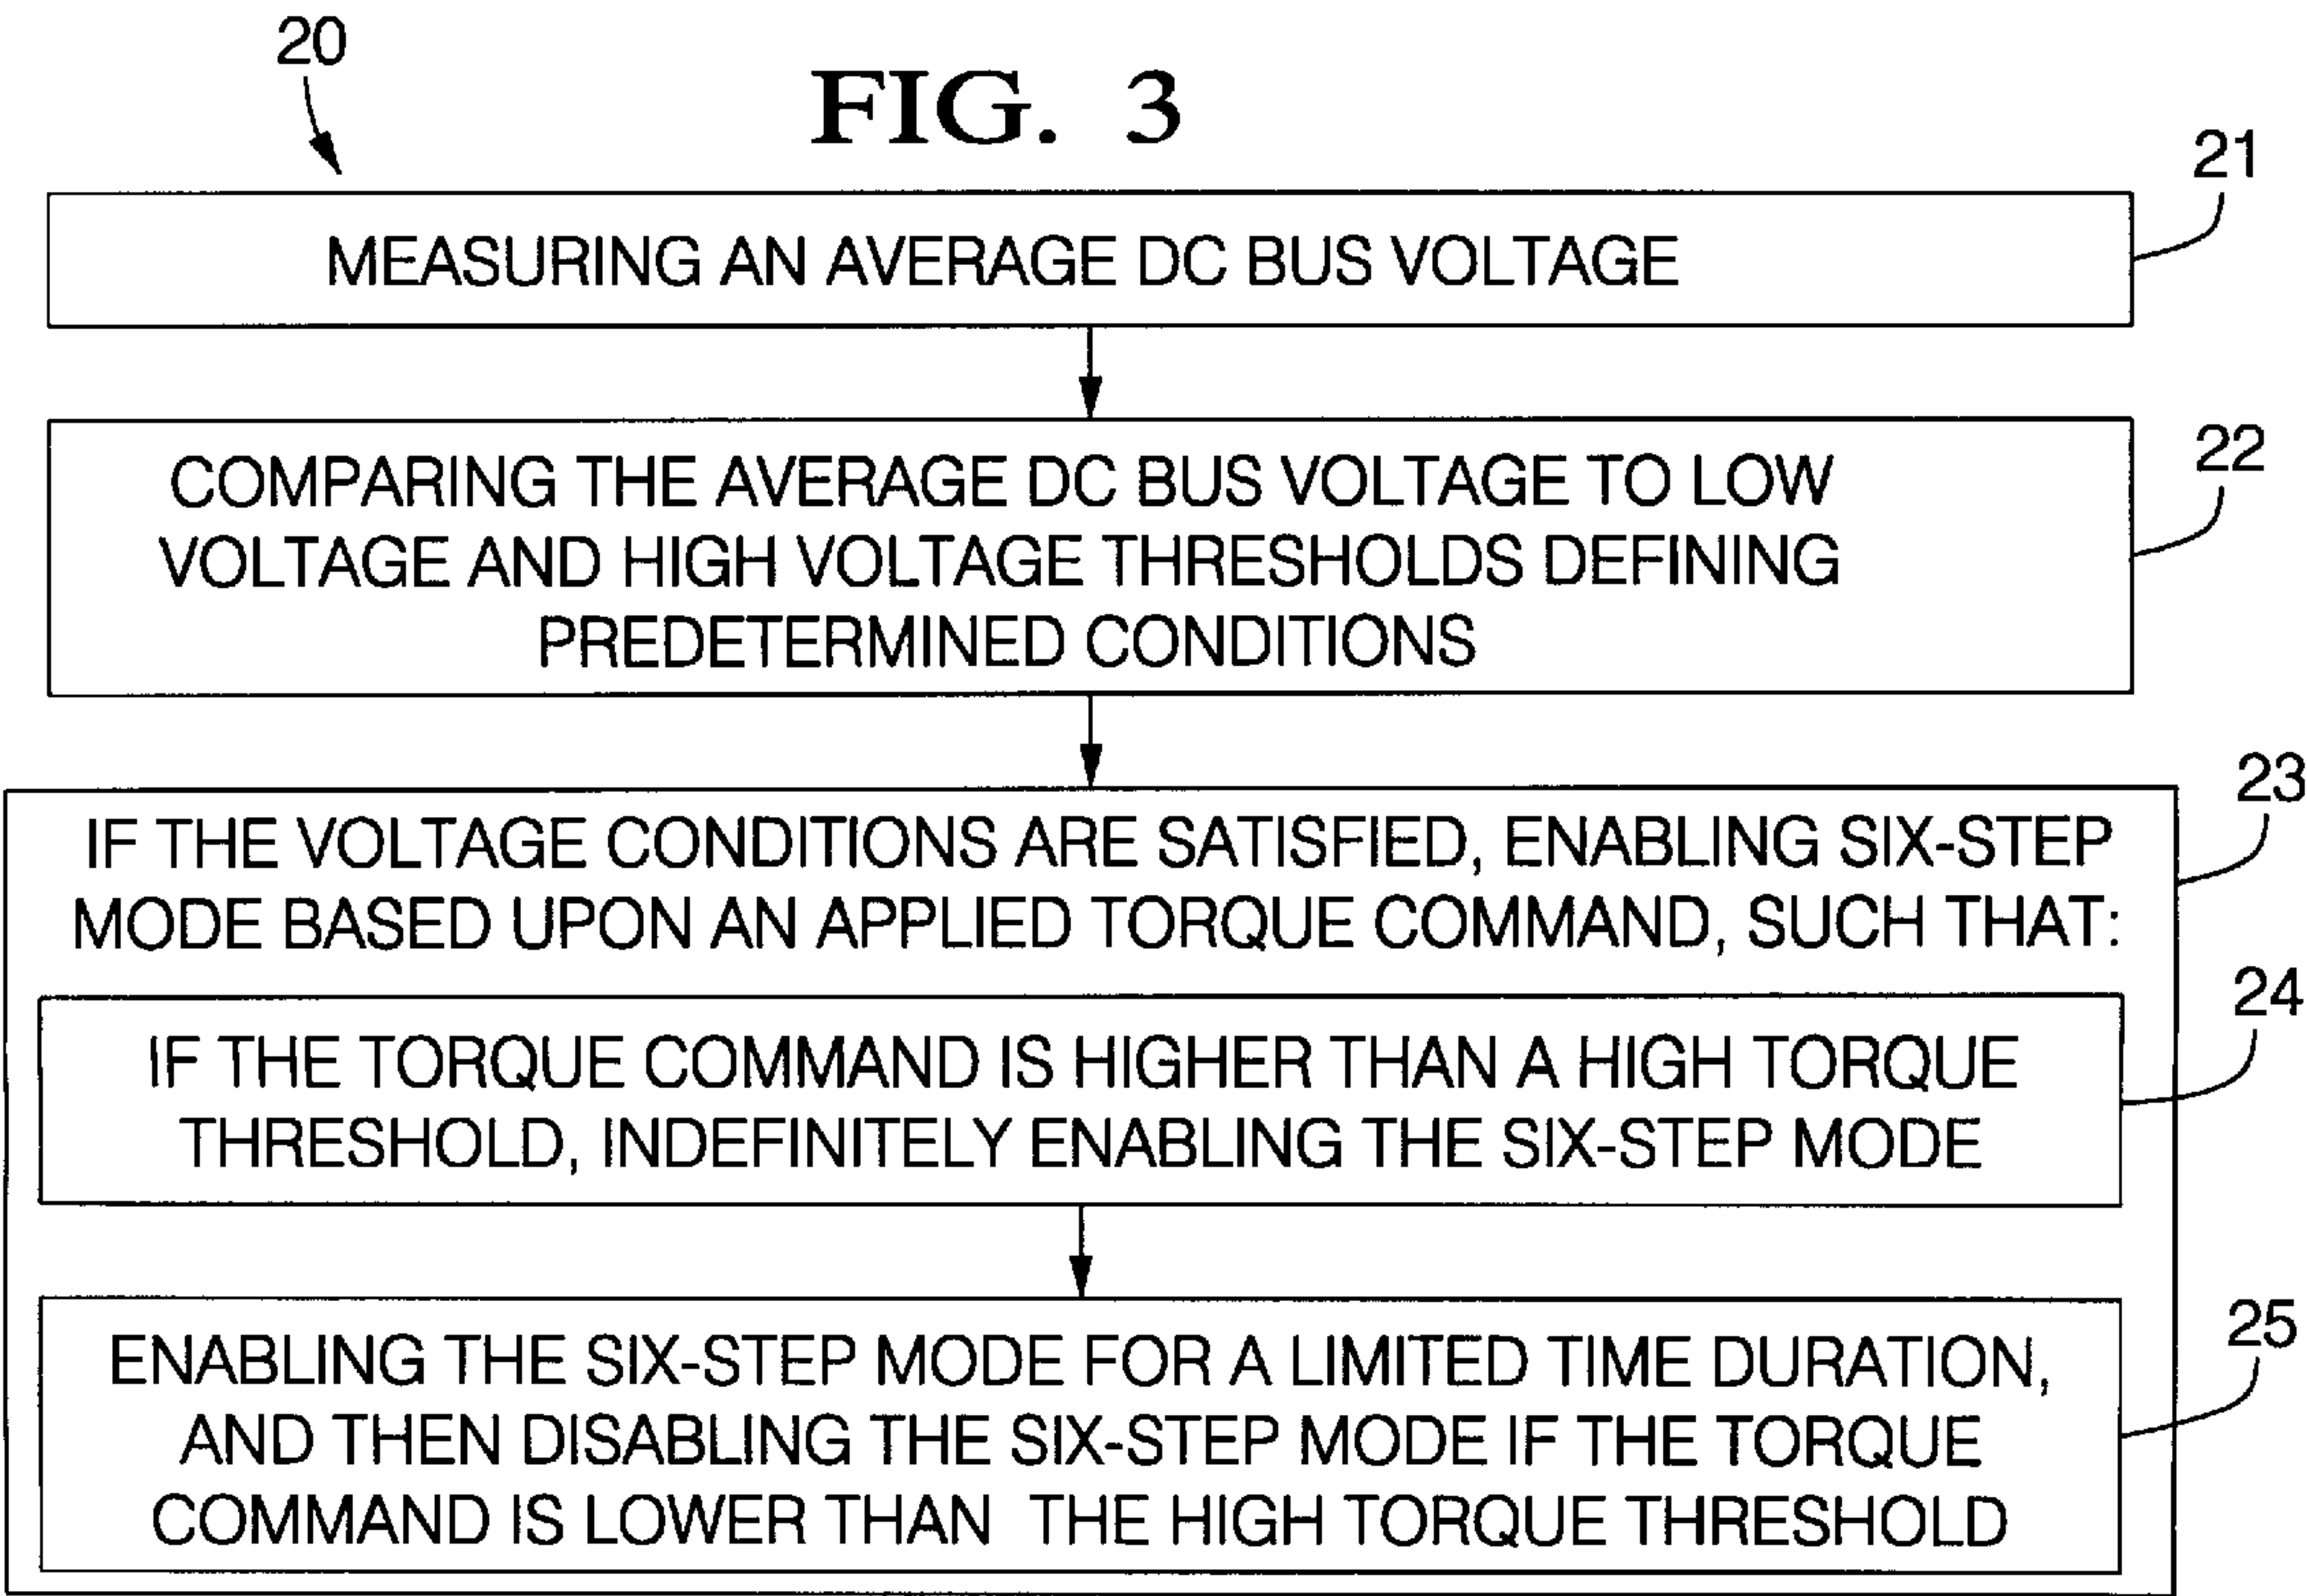 20
FIG. 3
21
MEASURING AN AVERAGE DC BUS VOLTAGE
22
COMPARING THE AVERAGE DC BUS VOLTAGE TO LOW
VOLTAGE AND HIGH VOLTAGE THRESHOLDS DEFINING
PREDETERMINED CONDITIONS
23
IF THE VOLTAGE CONDITIONS ARE SATISFIED, ENABLING SIX-STEP
MODE BASED UPON AN APPLIED TORQUE COMMAND, SUCH THAT:
24
IF THE TORQUE COMMAND IS HIGHER THAN A HIGH TORQUE
THRESHOLD, INDEFINITELY ENABLING THE SIX-STEP MODE
25
ENABLING THE SIX-STEP MODE FOR A LIMITED TIME DURATION,
AND THEN DISABLING THE SIX-STEP MODE IF THE TORQUE
COMMAND IS LOWER THAN THE HIGH TORQUE THRESHOLD